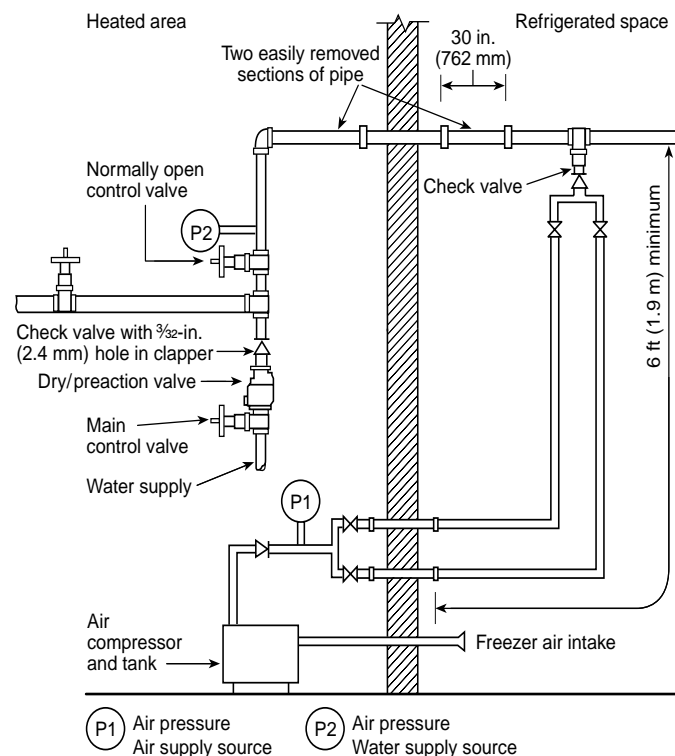 Heated area
Refrigerated space
30 in.
(762 mm)
Two easily removed
sections of pipe
Normally open
control valve
P2
Check valve
6 ft (1.9 m) minimum
Check valve with 3⁄32-in.
(2.4 mm) hole in clapper
Dry/preaction valve
Main
control valve
Water supply
P1
Air
compressor
and tank
Freezer air intake
P1
Air pressure
Air supply source
P2
Air pressure
Water supply source